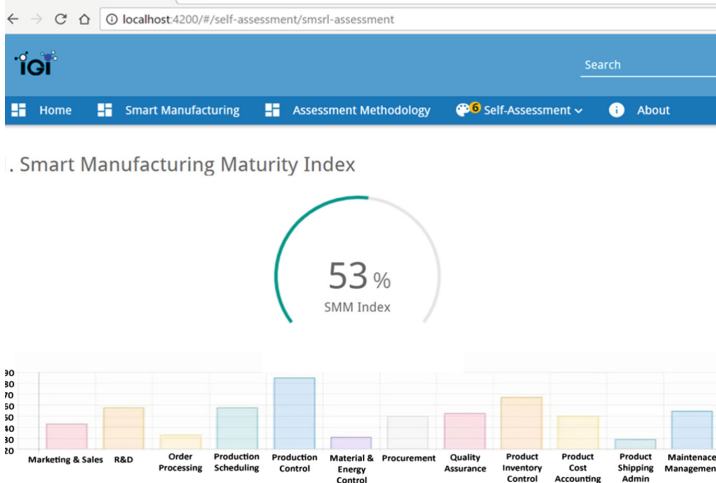 localhost:4200/#/self-assessment/smsrl-assessment
iGi
Search
Home Smart Manufacturing Assessment Methodology 6 Self-Assessment About
. Smart Manufacturing Maturity Index
53 %
SMM Index
90
80
70
60
50
40
30
20
Marketing & Sales R&D Order Processing Production Scheduling Production Control Material & Energy Control Procurement Quality Assurance Product Inventory Control Product Cost Accounting Product Shipping Admin Maintenace Managemen